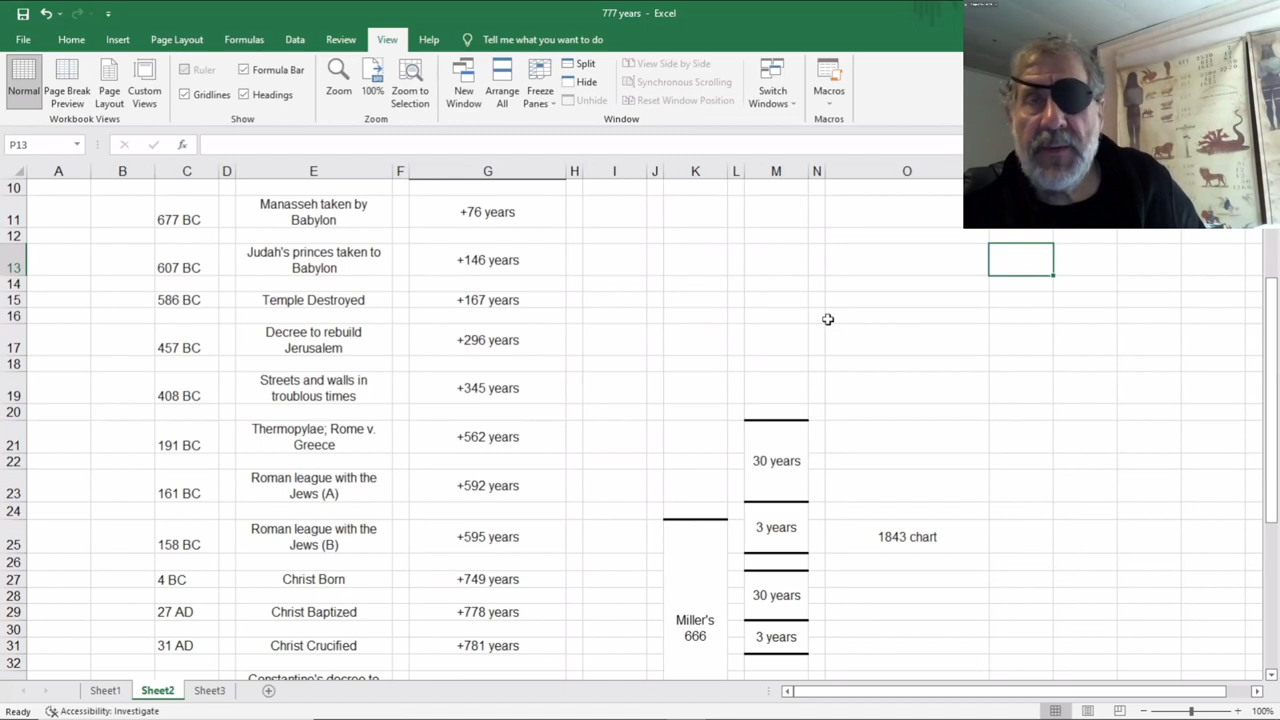 777 years - Excel
File Home Insert Page Layout Formulas Data Review View Help Tell me what you want to do
Normal
Page Break Preview
Page Layout
Custom Views
Workbook Views
Ruler
Formula Bar
Gridlines
Headings
Show
Zoom
100%
Zoom to Selection
Zoom
New Window
Arrange All
Freeze Panes
Split
Hide
Unhide
View Side by Side
Synchronous Scrolling
Reset Window Position
Window
Switch Windows
Macros
Macros
P13
fx
A B C D E F G H I J K L M N O
10
11 677 BC Manasseh taken by Babylon +76 years
12
13 607 BC Judah's princes taken to Babylon +146 years
14
15 586 BC Temple Destroyed +167 years
16
17 457 BC Decree to rebuild Jerusalem +296 years
18
19 408 BC Streets and walls in troublous times +345 years
20
21 191 BC Thermopylae; Rome v. Greece +562 years
22 30 years
23 161 BC Roman league with the Jews (A) +592 years
24
25 158 BC Roman league with the Jews (B) +595 years 3 years 1843 chart
26
27 4 BC Christ Born +749 years
28 30 years
29 27 AD Christ Baptized +778 years
30 Miller's 666
31 31 AD Christ Crucified +781 years 3 years
32
Constantine's decree to
Sheet1 Sheet2 Sheet3
Ready Accessibility: Investigate 100%